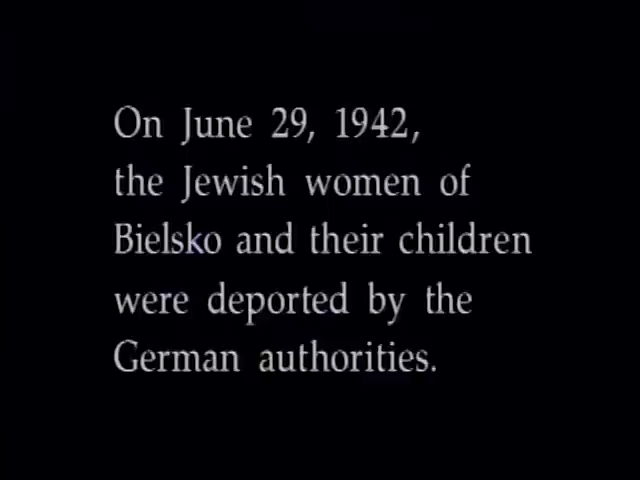 On June 29, 1942,
the Jewish women of
Bielsko and their children
were deported by the
German authorities.